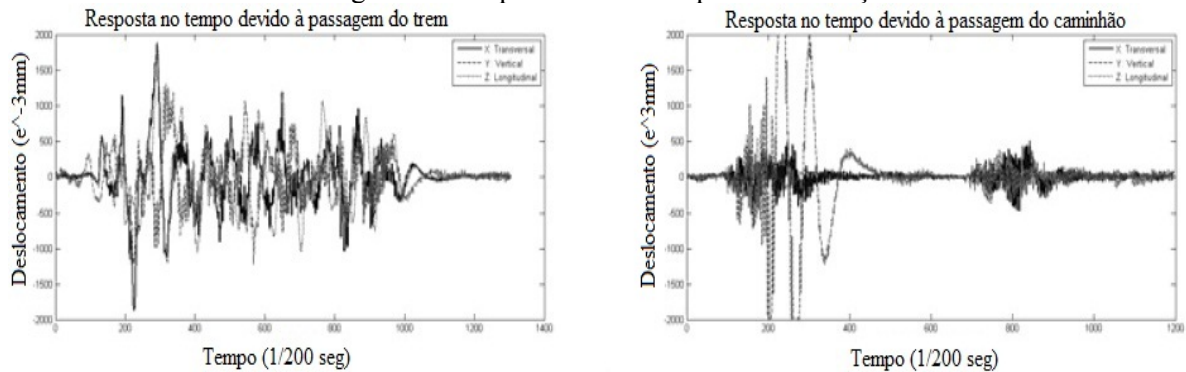 Resposta no tempo devido à passagem do trem
2000
1500
1000
500
0
-500
-1000
-1500
-2000
0 200 400 600 800 1000 1200 1400
X Transversal
Y Vertical
Z Longitudinal
Deslocamento (e^-3mm)
Tempo (1/200 seg)
Resposta no tempo devido à passagem do caminhão
2000
1500
1000
500
0
-500
-1000
-1500
-2000
0 200 400 600 800 1000 1200
X Transversal
Y Vertical
Z Longitudinal
Deslocamento (e^3mm)
Tempo (1/200 seg)